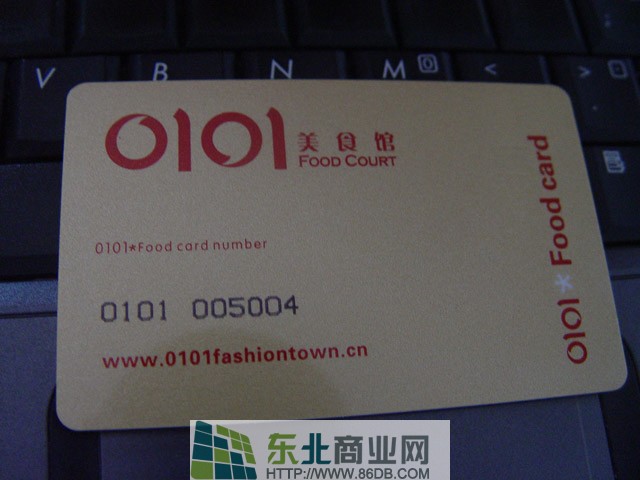 V B N M 0 < >
0101 美食馆
FOOD COURT
0101*Food card number
0101 005004
www.0101fashiontown.cn
0101*Food card
东北商业网
HTTP://WWW.86DB.COM